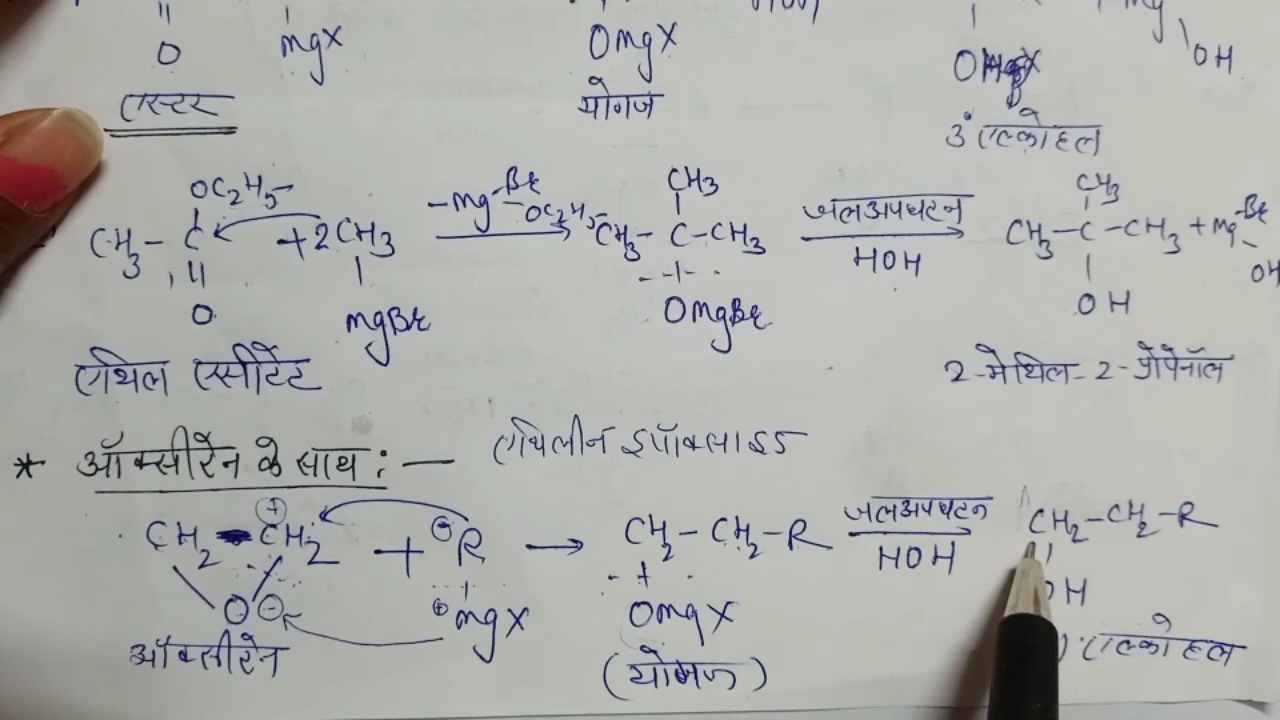 O MgX OMgX OH
एस्टर योगज 3° एल्कोहल
OC2H5 -Mg-Br CH3 CH3
CH3-C + 2CH3 OC2H5 CH3-C-CH3 जलअपघटन CH3-C-CH3 + Mg-Br
O MgBr OMgBr HOH OH OH
एथिल एसीटेट 2-मेथिल-2-प्रोपेनॉल
* ऑक्सीरेन के साथ :— एथिलीन इपॉक्साइड
CH2-CH2 + R → CH2-CH2-R जलअपघटन CH2-CH2-R
O MgX OMgX HOH OH
ऑक्सीरेन (योगज) एल्कोहल